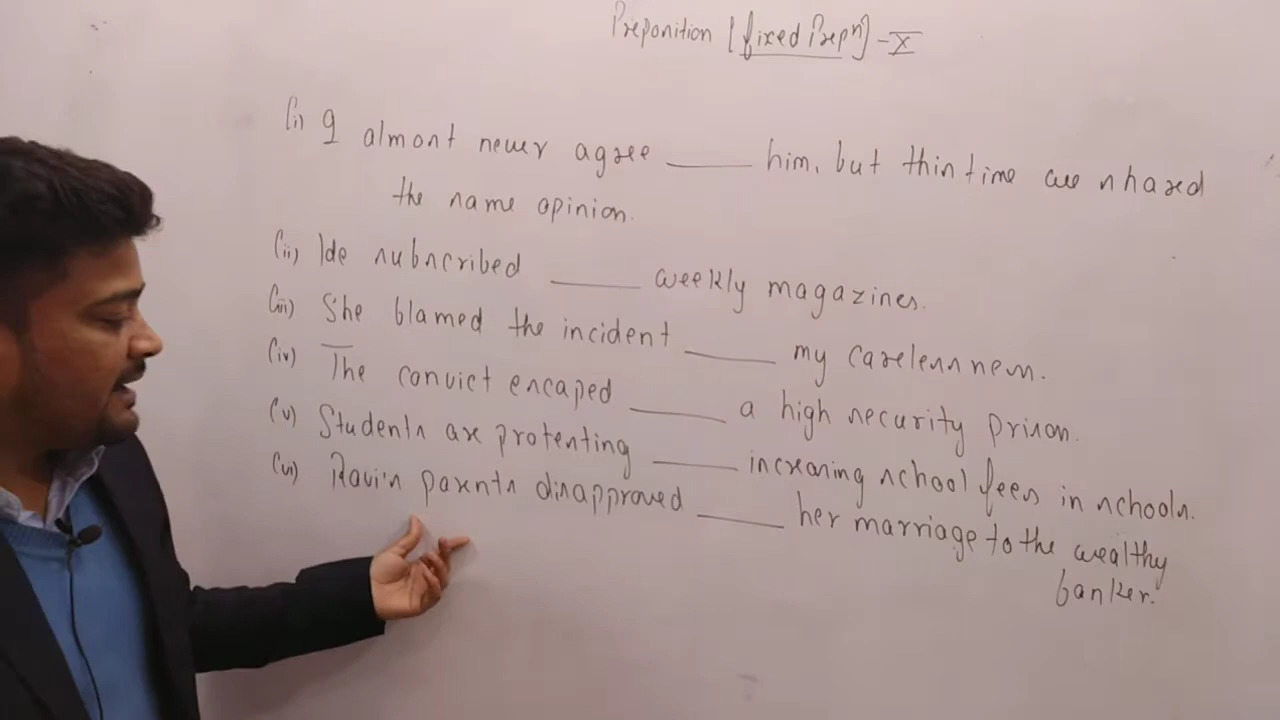 Preposition [fixed Prepn] - X
(i) I almost never agree ____ him, but this time we shared
the same opinion.
(ii) He subscribed ____ weekly magazines.
(iii) She blamed the incident ____ my carelessness.
(iv) The convict escaped ____ a high security prison.
(v) Students are protesting ____ increasing school fees in schools.
(vi) Ravi's parents disapproved ____ her marriage to the wealthy
banker.